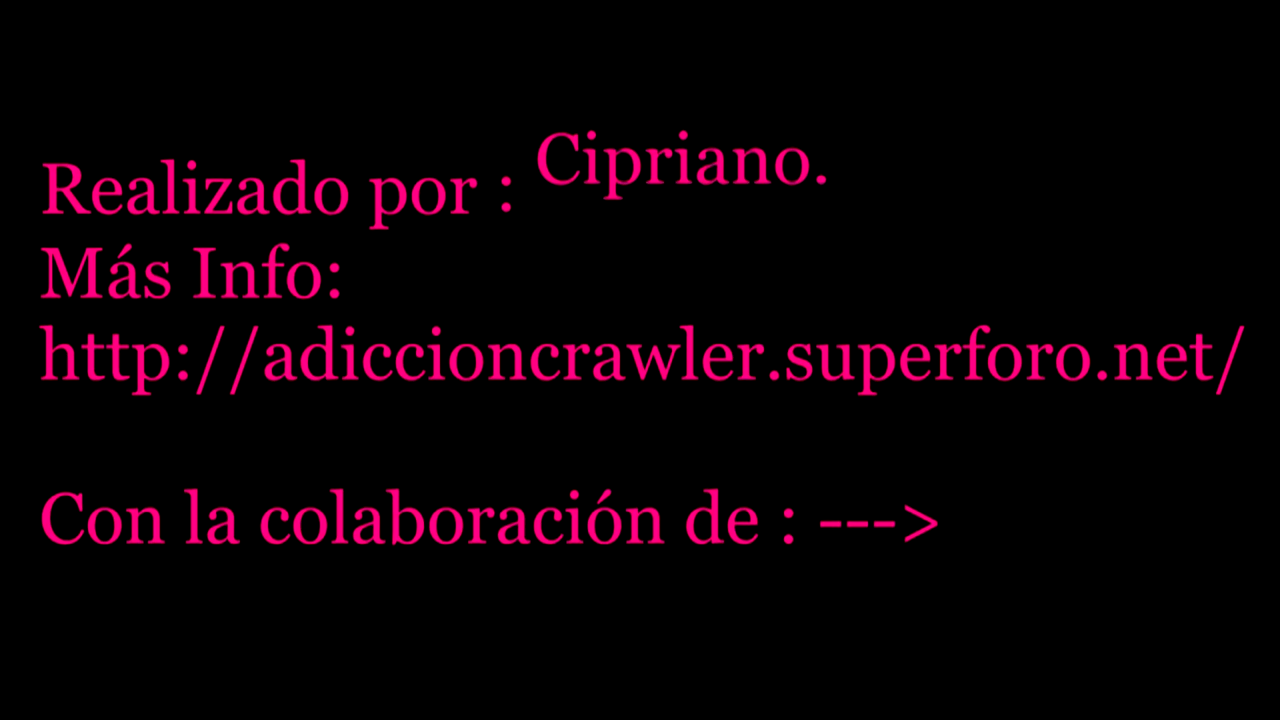 Realizado por : Cipriano.
Más Info:
http://adiccioncrawler.superforo.net/
Con la colaboración de : --->